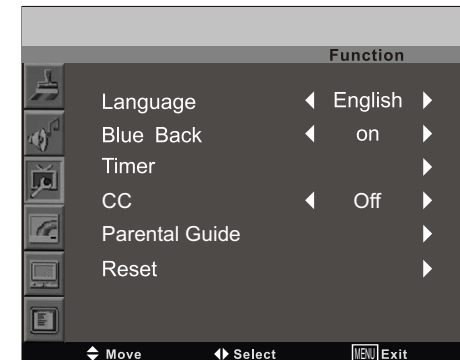 Function
Language English
Blue Back on
Timer
CC Off
Parental Guide
Reset
Move Select MENU Exit